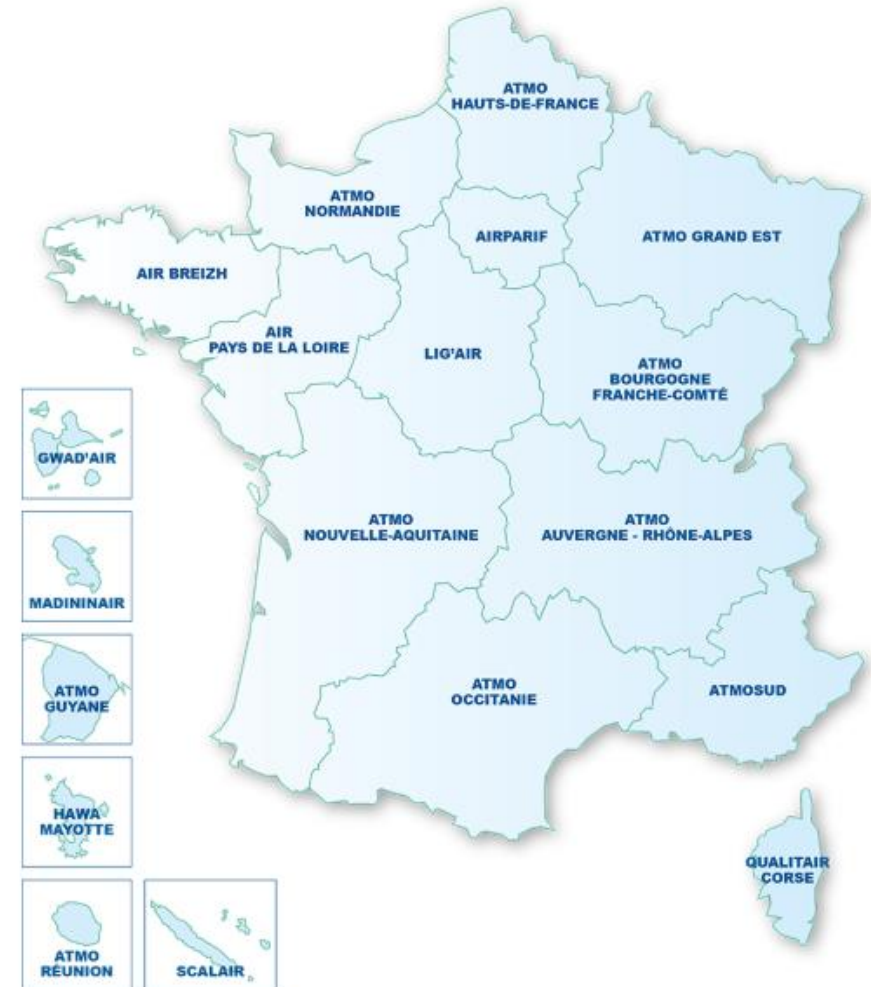 ATMO
HAUTS-DE-FRANCE
ATMO
NORMANDIE
AIRPARIF
ATMO GRAND EST
AIR BREIZH
AIR
PAYS DE LA LOIRE
LIG'AIR
ATMO
BOURGOGNE
FRANCHE-COMTÉ
GWAD'AIR
ATMO
NOUVELLE-AQUITAINE
ATMO
AUVERGNE - RHÔNE-ALPES
MADININAIR
ATMO
GUYANE
ATMO
OCCITANIE
ATMOSUD
HAWA
MAYOTTE
QUALITAIR
CORSE
ATMO
RÉUNION
SCALAIR